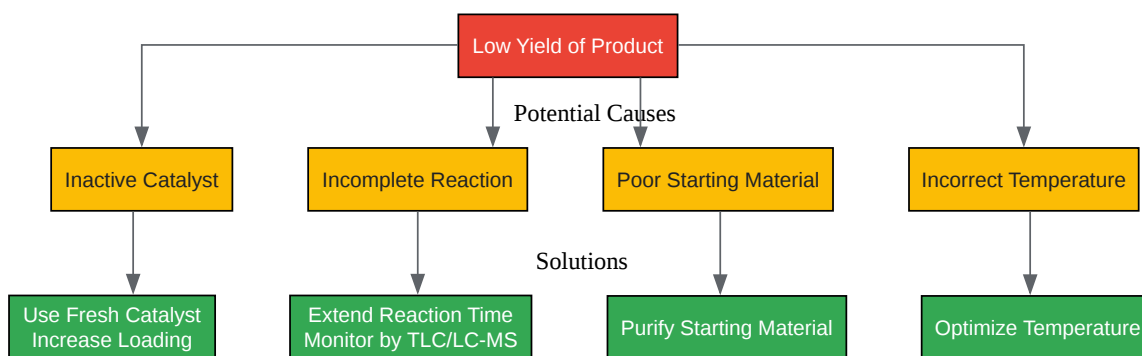 Low Yield of Product
Potential Causes
Inactive Catalyst
Incomplete Reaction
Poor Starting Material
Incorrect Temperature
Solutions
Use Fresh Catalyst
Increase Loading
Extend Reaction Time
Monitor by TLC/LC-MS
Purify Starting Material
Optimize Temperature